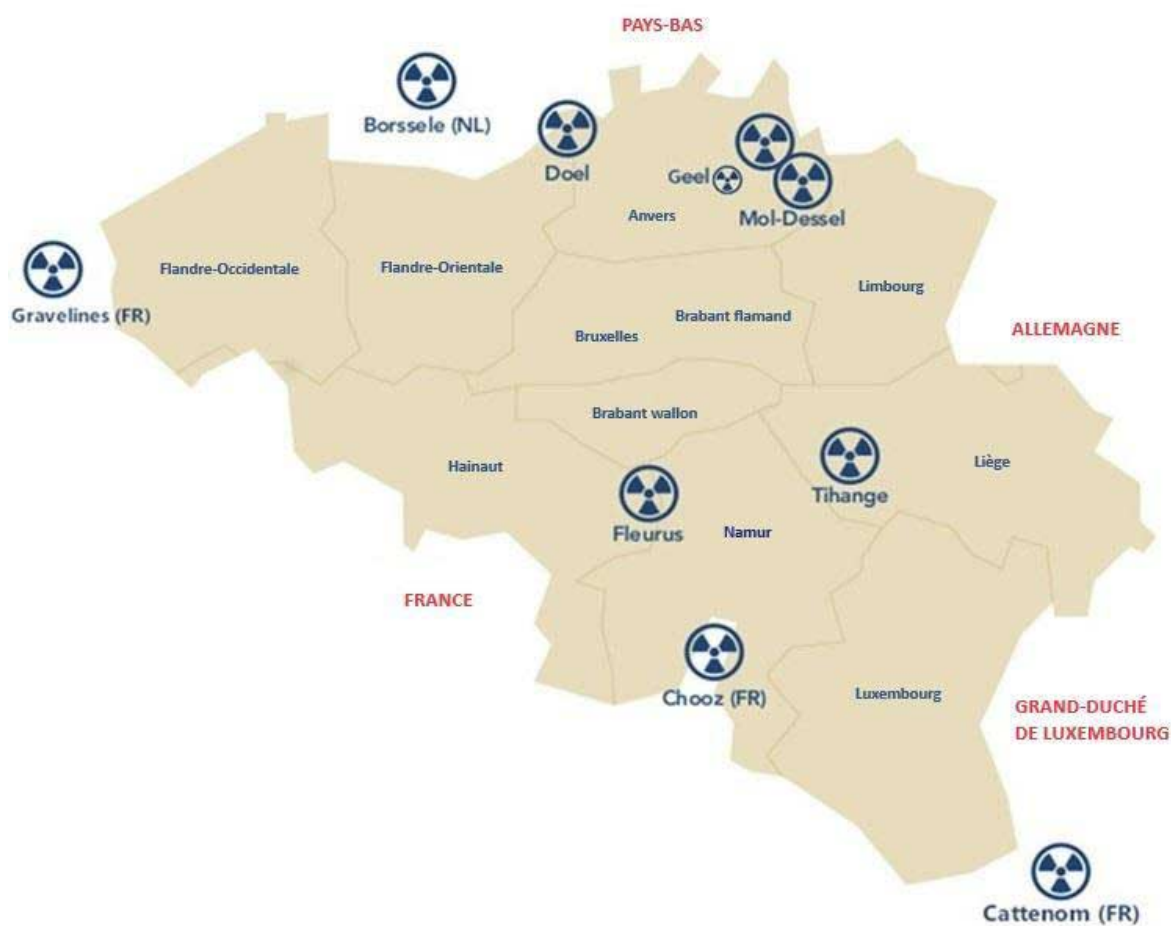 PAYS-BAS
Borssele (NL)
Doel
Geel
Mol-Dessel
Anvers
Flandre-Occidentale
Flandre-Orientale
Gravelines (FR)
Limbourg
Brabant flamand
Bruxelles
ALLEMAGNE
Brabant wallon
Hainaut
Liège
Tihange
Fleurus
Namur
FRANCE
Chooz (FR)
Luxembourg
GRAND-DUCHÉ
DE LUXEMBOURG
Cattenom (FR)